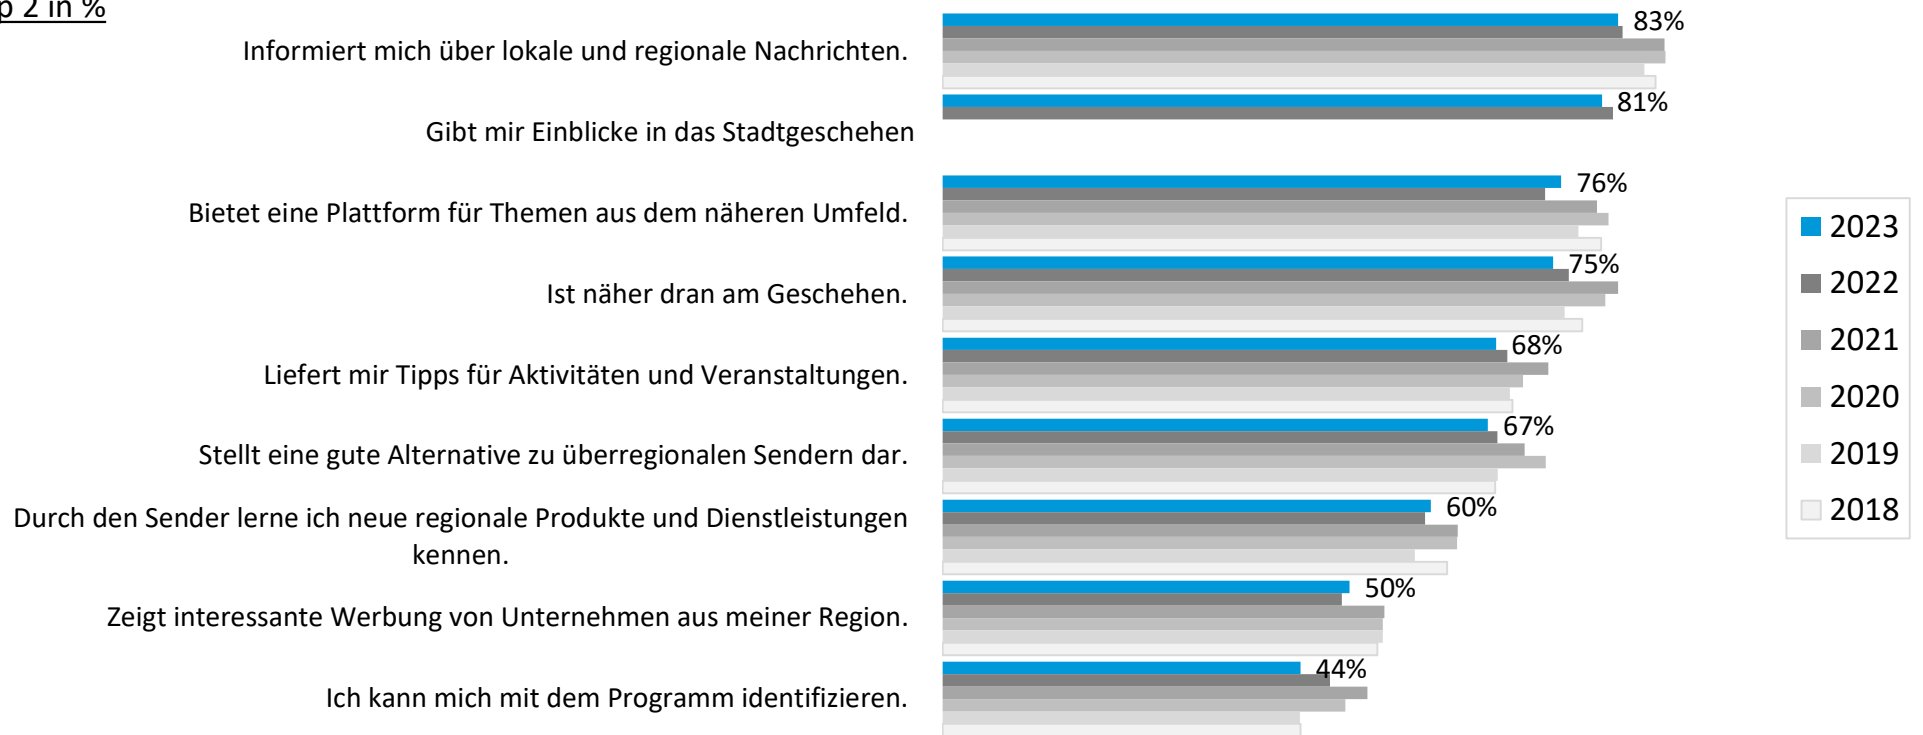 p 2 in %
Informiert mich über lokale und regionale Nachrichten.
83%
Gibt mir Einblicke in das Stadtgeschehen
81%
Bietet eine Plattform für Themen aus dem näheren Umfeld.
76%
Ist näher dran am Geschehen.
75%
Liefert mir Tipps für Aktivitäten und Veranstaltungen.
68%
Stellt eine gute Alternative zu überregionalen Sendern dar.
67%
Durch den Sender lerne ich neue regionale Produkte und Dienstleistungen
kennen.
60%
Zeigt interessante Werbung von Unternehmen aus meiner Region.
50%
Ich kann mich mit dem Programm identifizieren.
44%
2023
2022
2021
2020
2019
2018